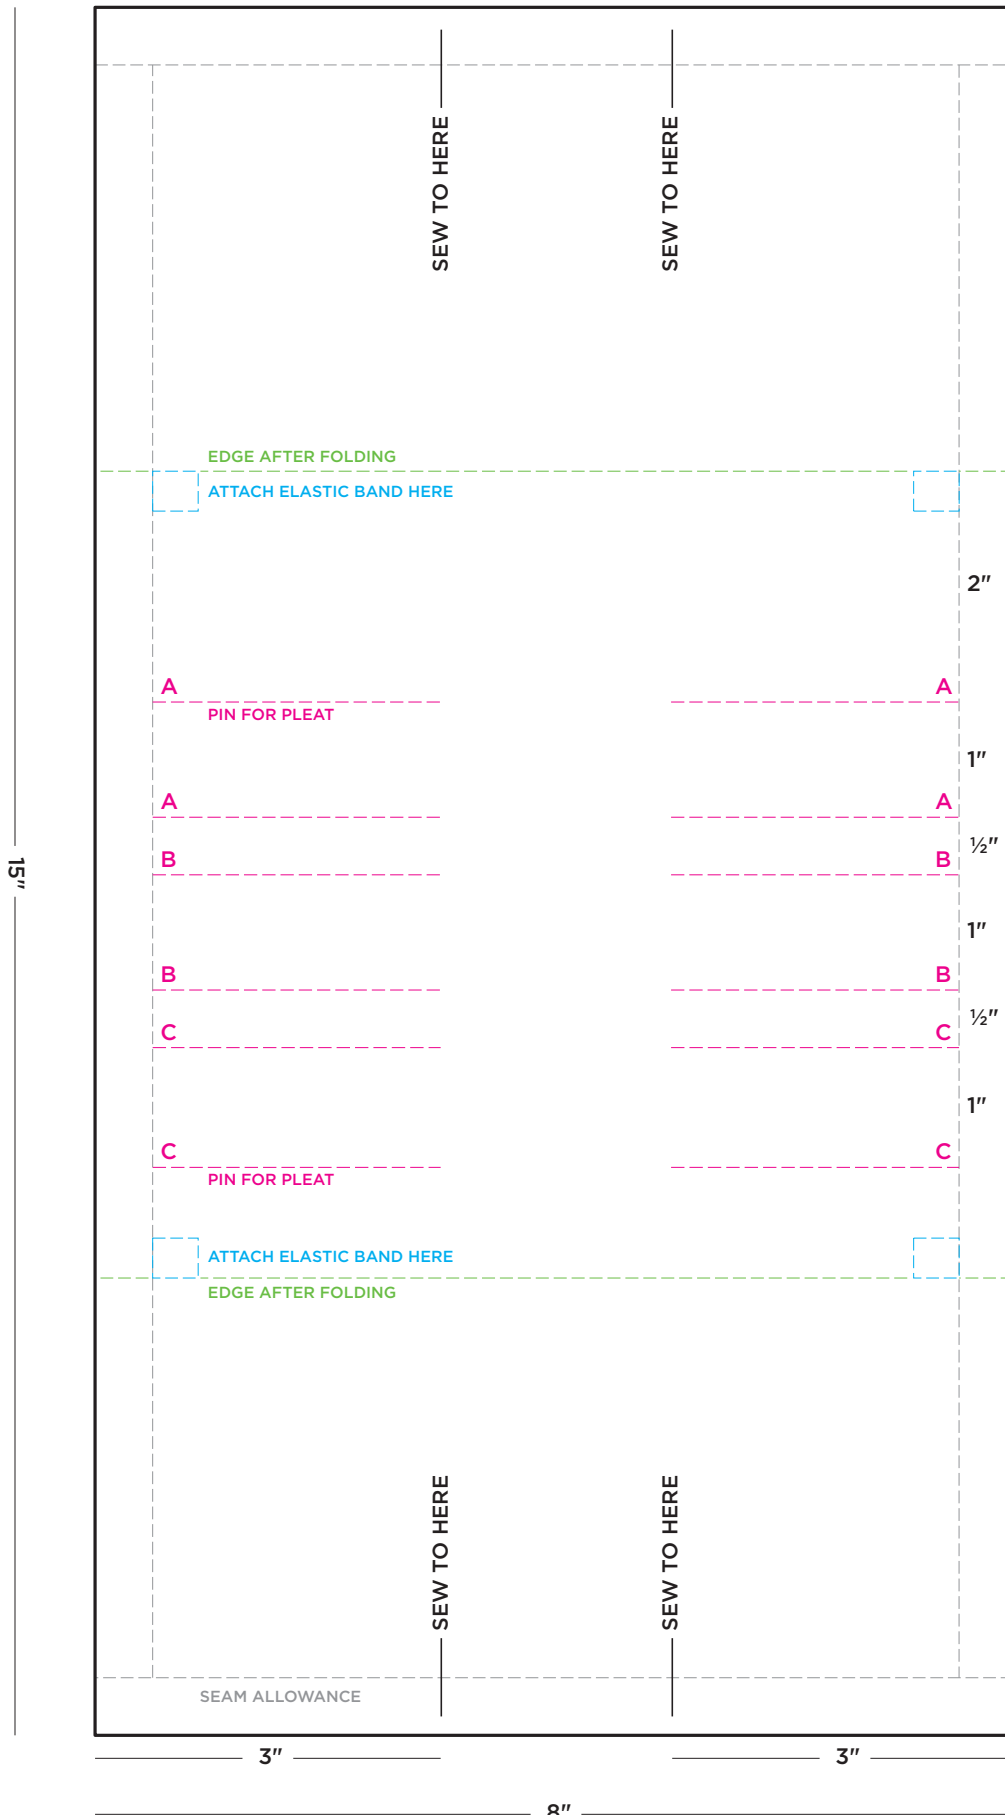 SEW TO HERE
SEW TO HERE
EDGE AFTER FOLDING
ATTACH ELASTIC BAND HERE
2"
A
A
PIN FOR PLEAT
1"
A
A
½"
B
B
1"
15"
B
B
½"
C
C
1"
C
C
PIN FOR PLEAT
ATTACH ELASTIC BAND HERE
EDGE AFTER FOLDING
SEW TO HERE
SEW TO HERE
SEAM ALLOWANCE
3"
3"
8"